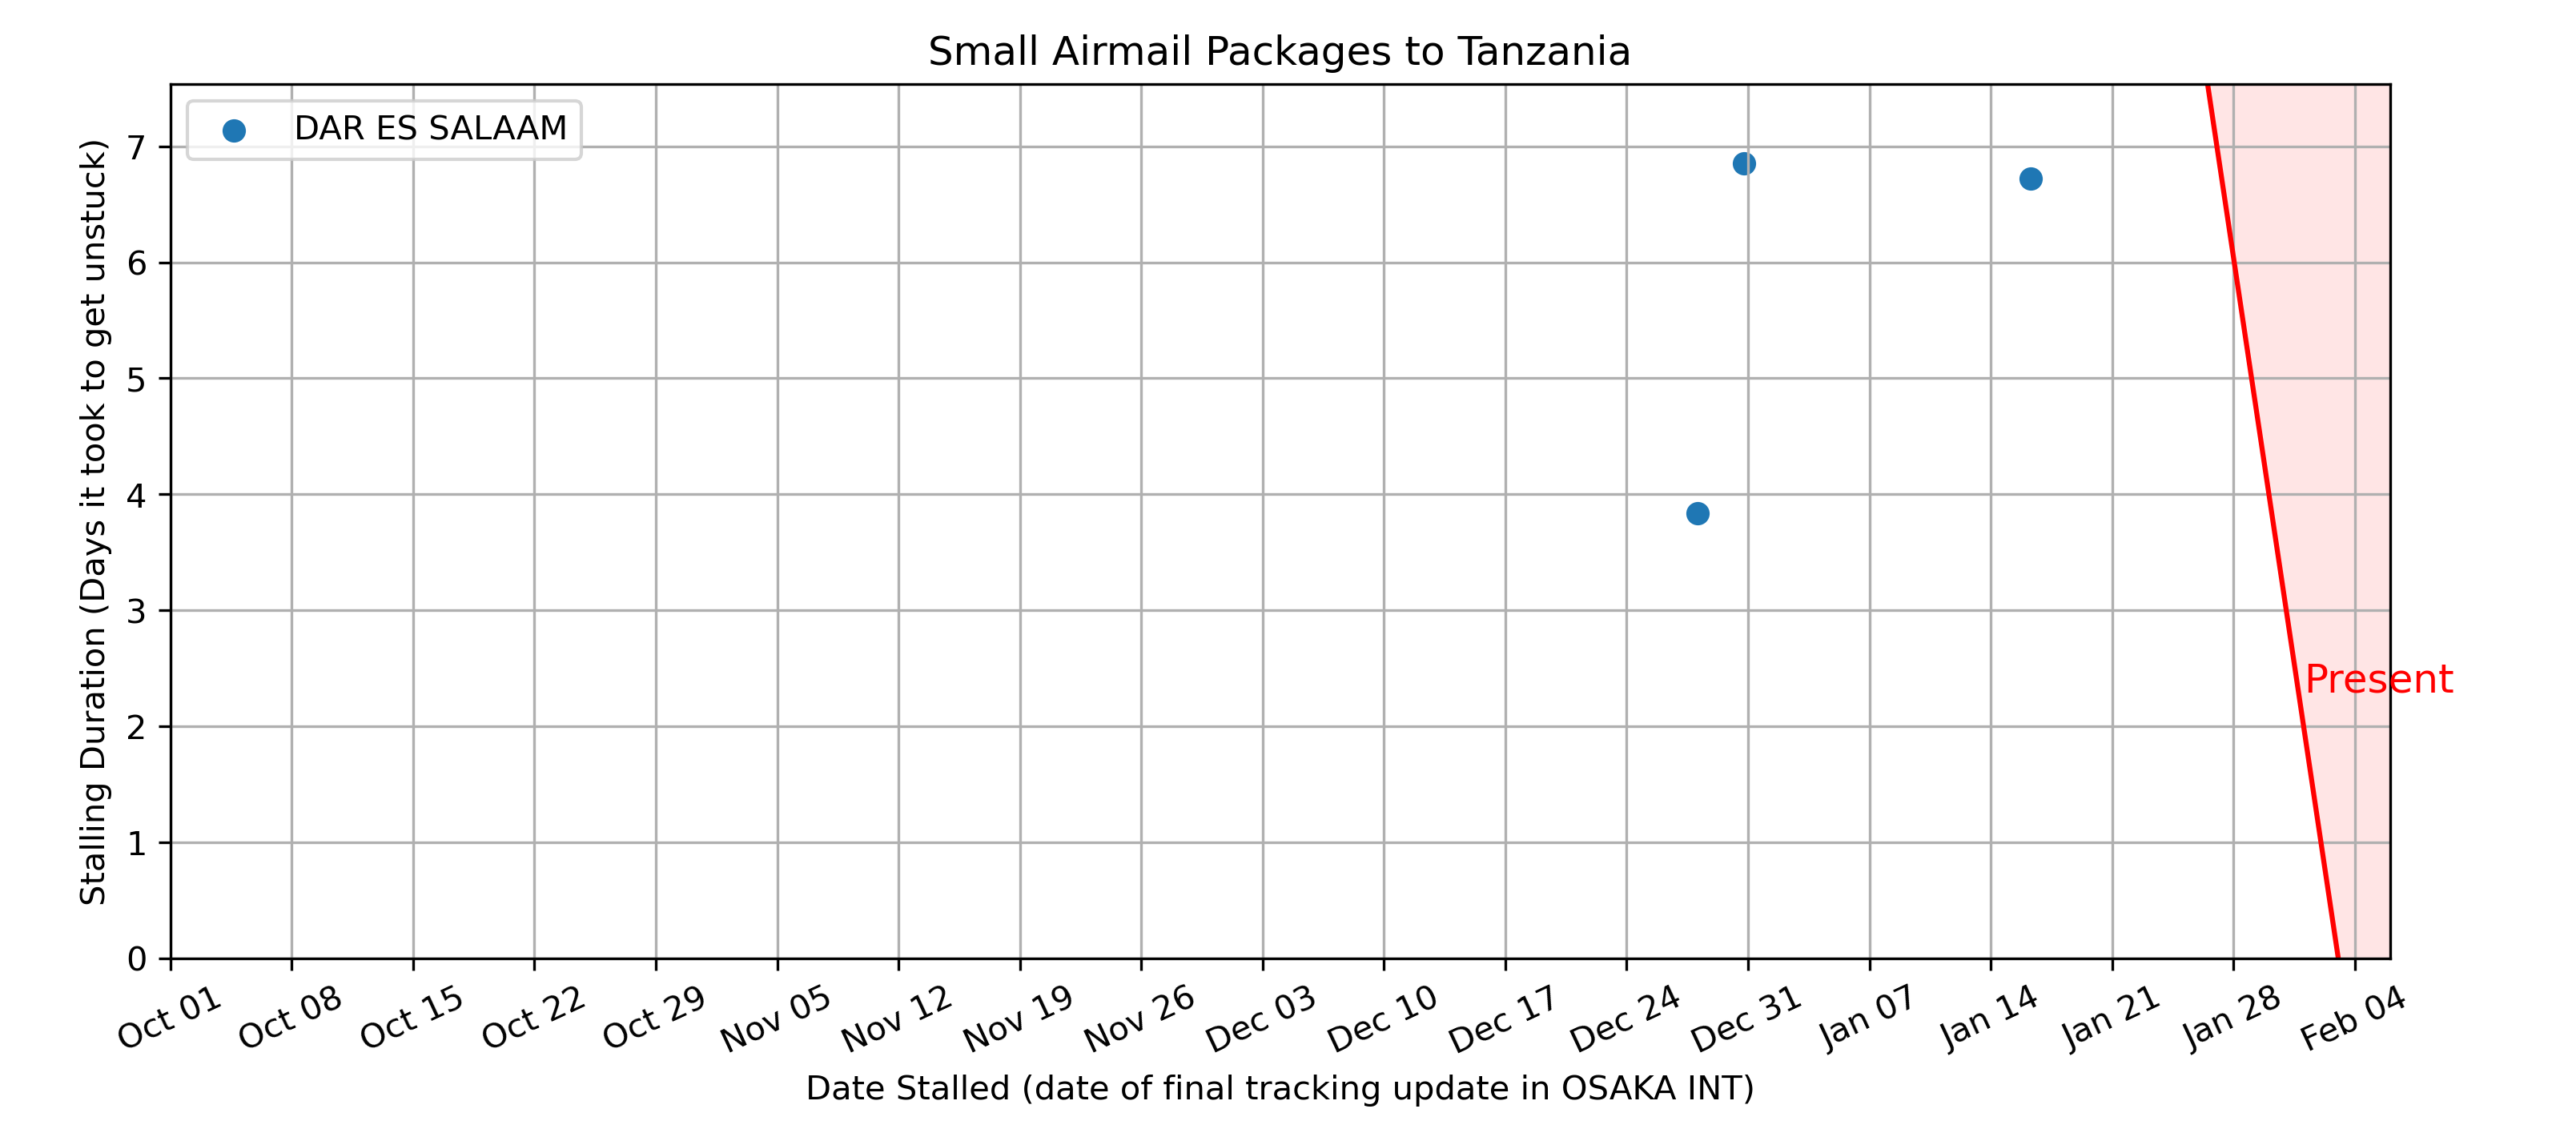 Small Airmail Packages to Tanzania
DAR ES SALAAM
Stalling Duration (Days it took to get unstuck)
7
6
5
4
3
2
1
0
Present
Oct 01
Oct 08
Oct 15
Oct 22
Oct 29
Nov 05
Nov 12
Nov 19
Nov 26
Dec 03
Dec 10
Dec 17
Dec 24
Dec 31
Jan 07
Jan 14
Jan 21
Jan 28
Feb 04
Date Stalled (date of final tracking update in OSAKA INT)